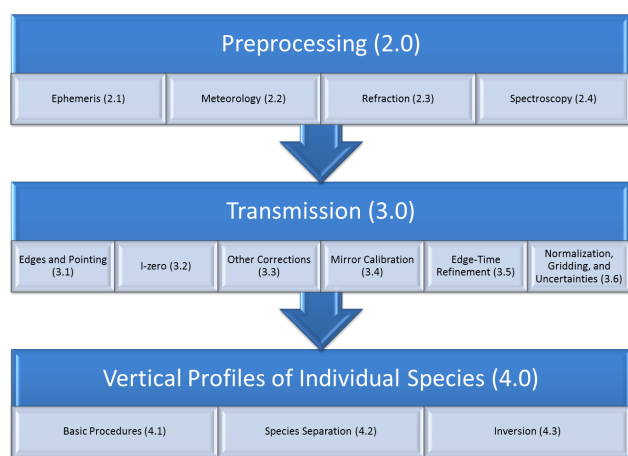 Preprocessing (2.0)
Ephemeris (2.1)
Meteorology (2.2)
Refraction (2.3)
Spectroscopy (2.4)
Transmission (3.0)
Edges and Pointing
(3.1)
I-zero (3.2)
Other Corrections
(3.3)
Mirror Calibration
(3.4)
Edge-Time
Refinement (3.5)
Normalization,
Gridding, and
Uncertainties (3.6)
Vertical Profiles of Individual Species (4.0)
Basic Procedures (4.1)
Species Separation (4.2)
Inversion (4.3)